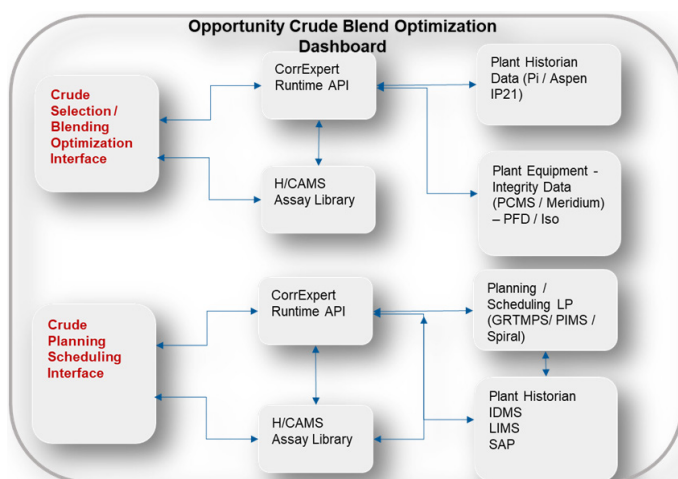 Opportunity Crude Blend Optimization
Dashboard
Crude
Selection /
Blending
Optimization
Interface
CorrExpert
Runtime API
H/CAMS
Assay Library
Plant Historian
Data (Pi / Aspen
IP21)
Plant Equipment -
Integrity Data
(PCMS / Meridium)
– PFD / Iso
Crude
Planning
Scheduling
Interface
CorrExpert
Runtime API
H/CAMS
Assay Library
Planning /
Scheduling LP
(GRTMPS/ PIMS /
Spiral)
Plant Historian
IDMS
LIMS
SAP